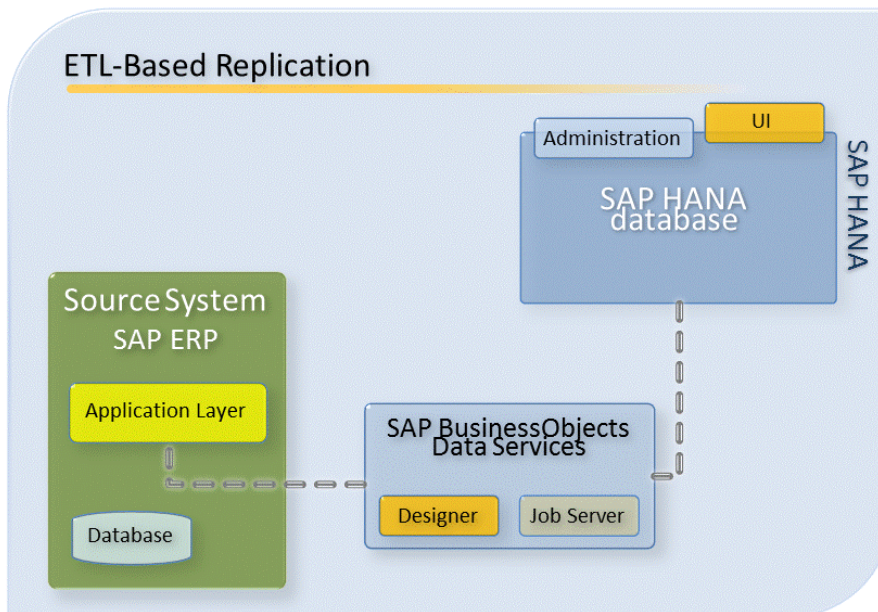 ETL-Based Replication
UI
Administration
SAP HANA
database
SAP HANA
Source System
SAP ERP
Application Layer
Database
SAP BusinessObjects
Data Services
Designer
Job Server